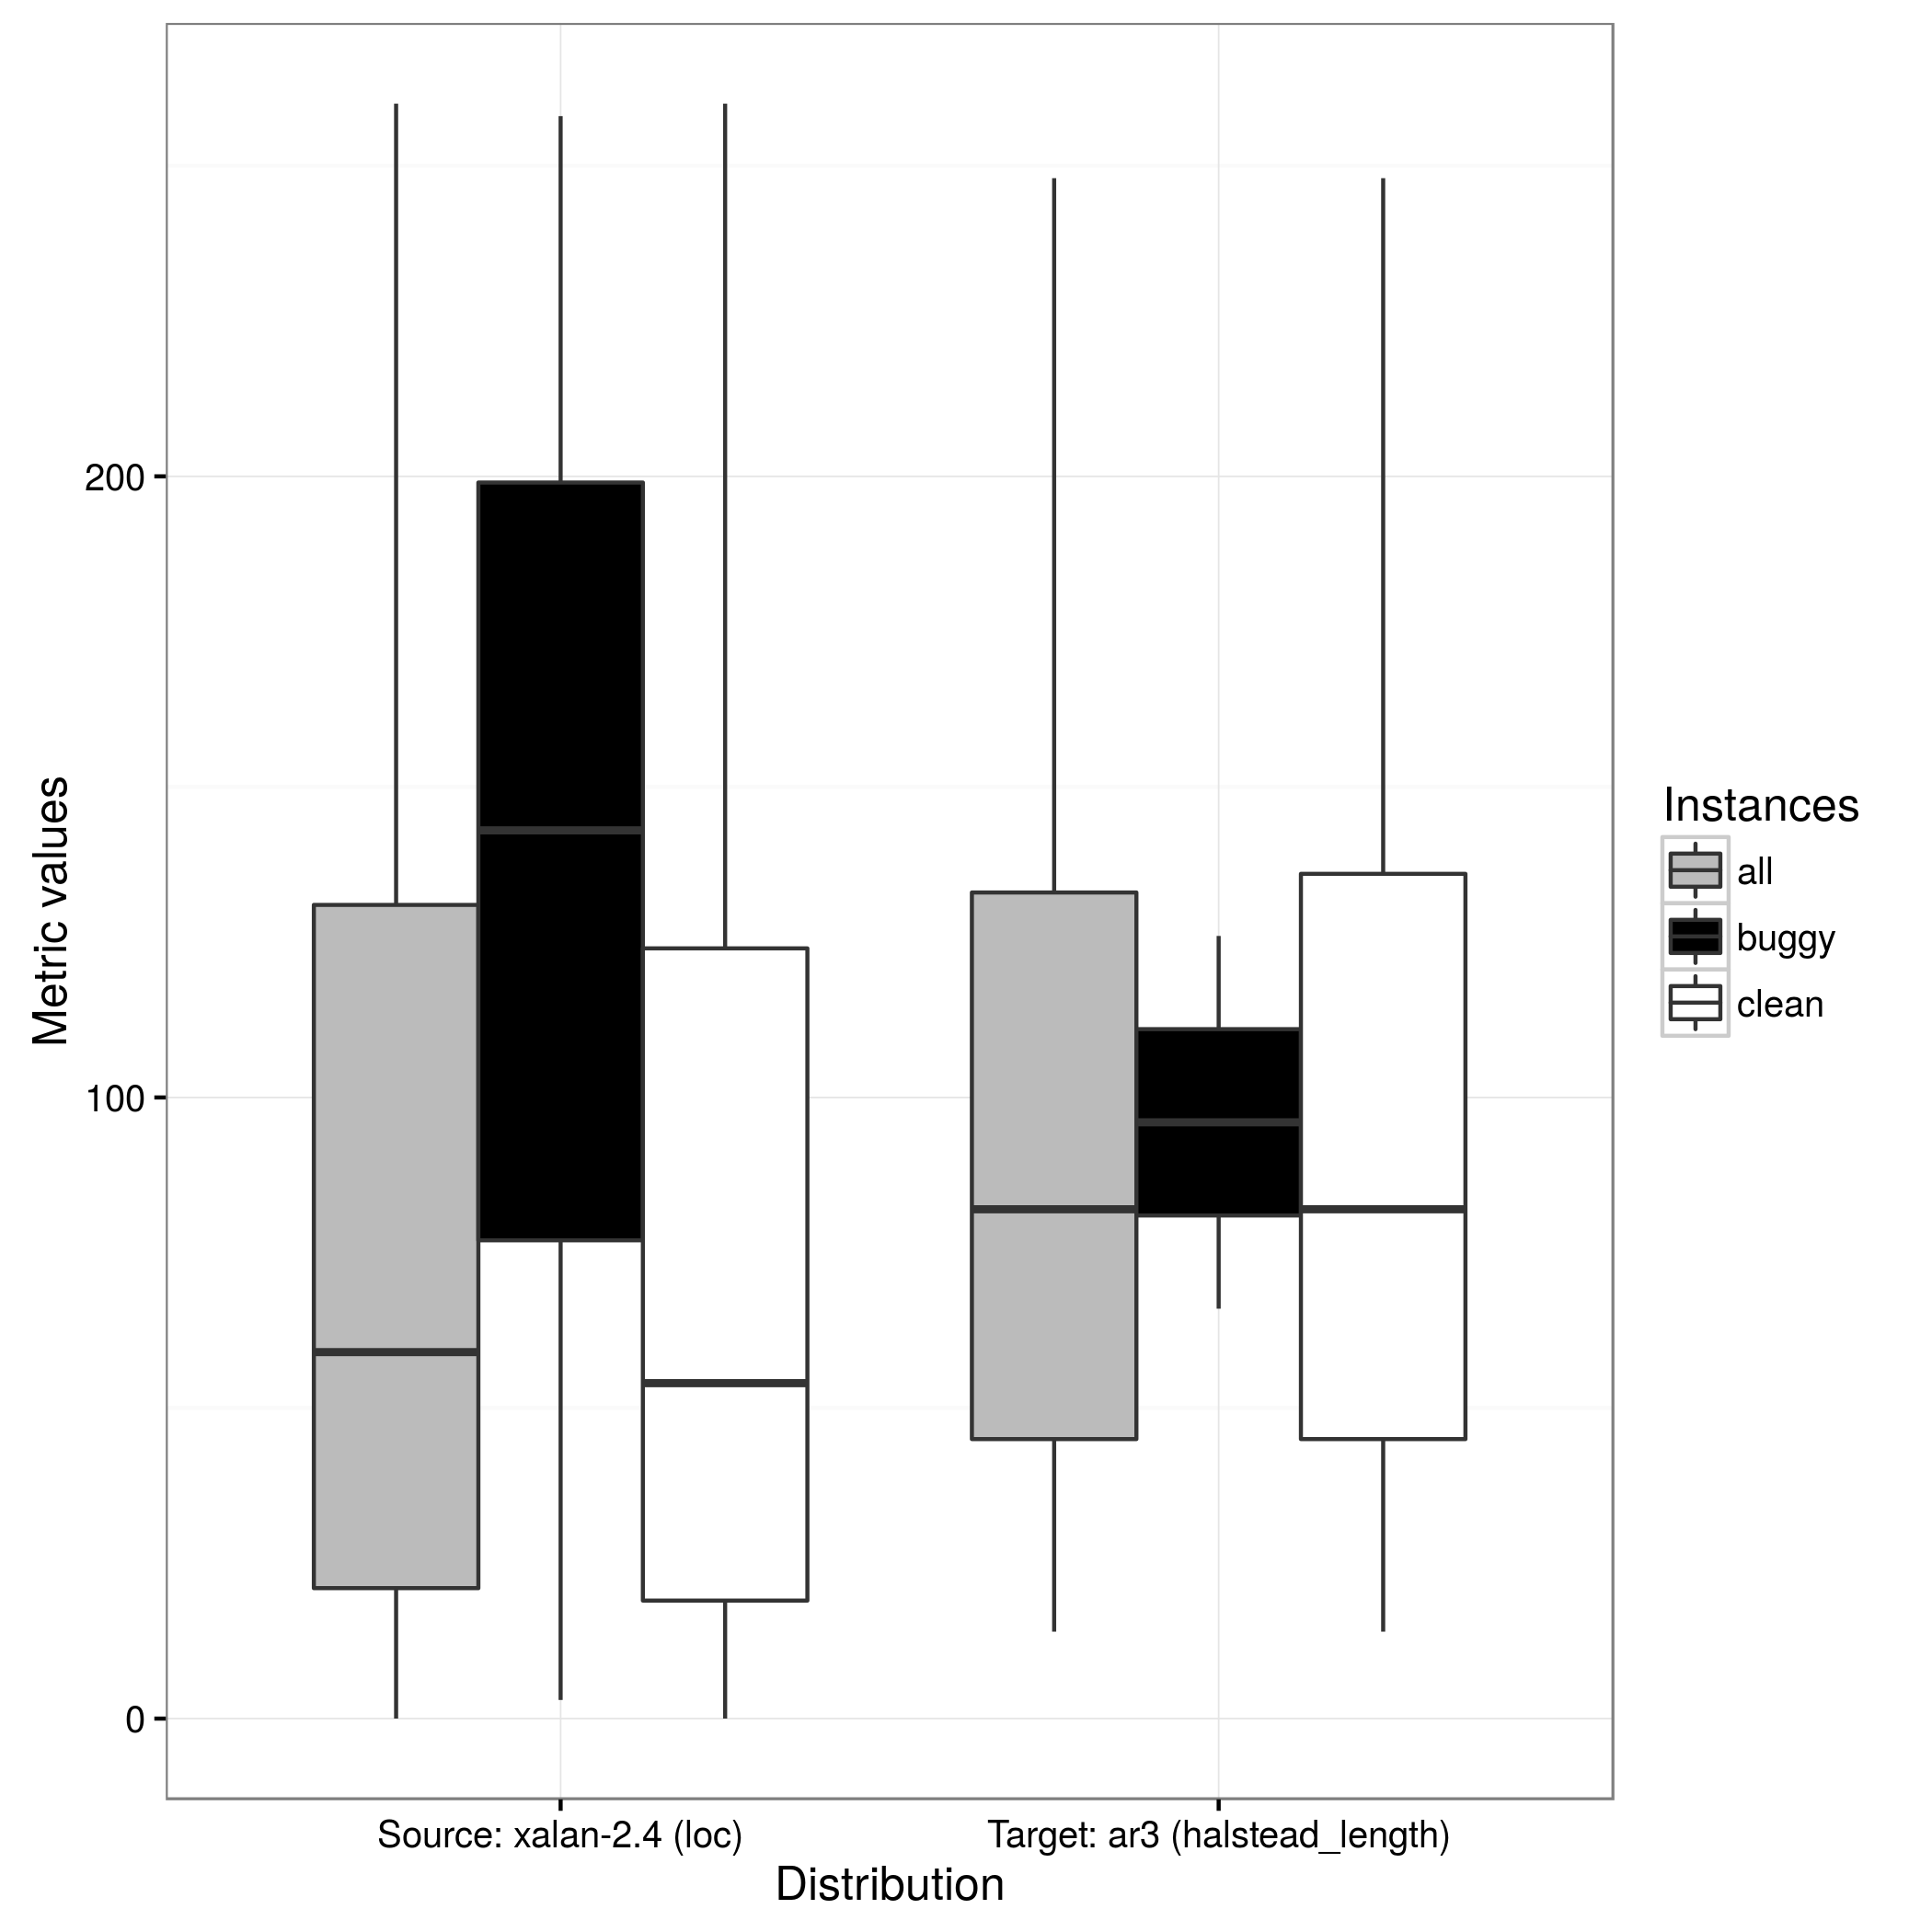 Metric values
200
100
0
Source: xalan-2.4 (loc)
Target: ar3 (halstead_length)
Distribution
Instances
all
buggy
clean